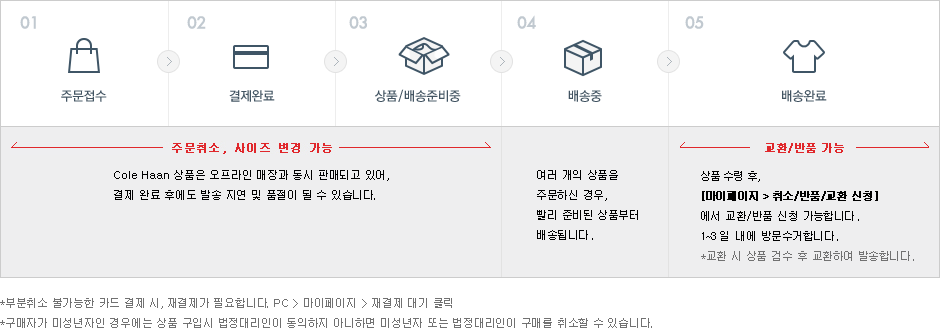 01
02
03
04
05
주문접수
결제완료
상품/배송준비중
배송중
배송완료
주문취소, 사이즈 변경 가능
Cole Haan 상품은 오프라인 매장과 동시 판매되고 있어,
결제 완료 후에도 발송 지연 및 품절이 될 수 있습니다.
여러 개의 상품을
주문하신 경우,
빨리 준비된 상품부터
배송됩니다.
교환/반품 가능
상품 수령 후,
[마이페이지 > 취소/반품/교환 신청]
에서 교환/반품 신청 가능합니다.
1~3일 내에 방문수거합니다.
*교환 시 상품 검수 후 교환하여 발송합니다.
*부분취소 불가능한 카드 결제 시, 재결제가 필요합니다. PC > 마이페이지 > 재결제 대기 클릭
*구매자가 미성년자인 경우에는 상품 구입시 법정대리인이 동의하지 아니하면 미성년자 또는 법정대리인이 구매를 취소할 수 있습니다.